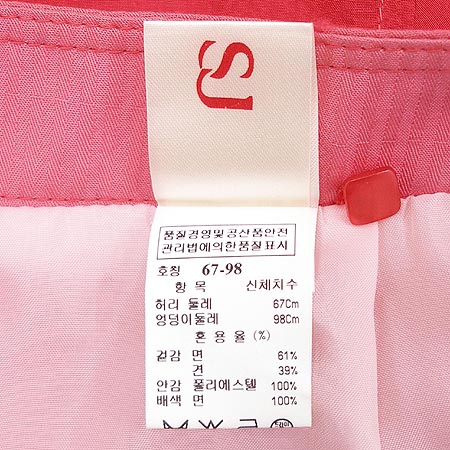 SJ
품질경영및공산품안전
관리법에의한품질표시
호칭 67-98
항 목 신체치수
허리 둘레 67Cm
엉덩이둘레 98Cm
혼 용 율 (%)
겉감 면 61%
견 39%
안감 폴리에스텔 100%
배색 면 100%